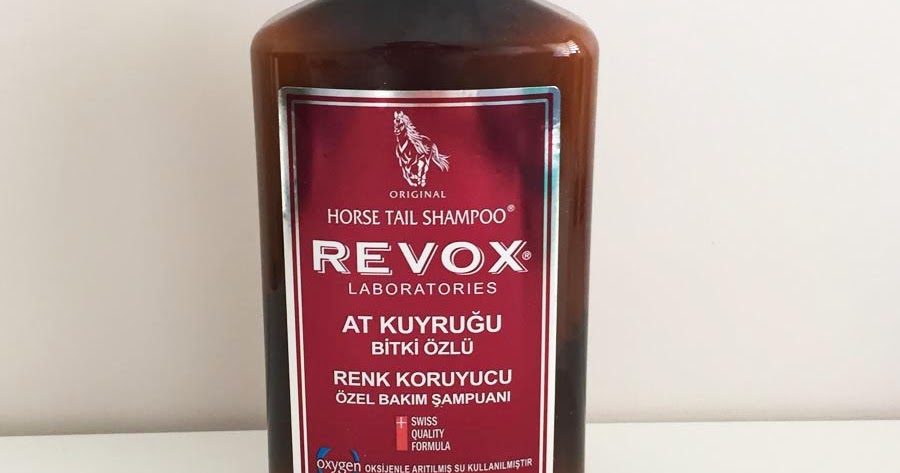 ORIGINAL
HORSE TAIL SHAMPOO®
REVOX®
LABORATORIES
AT KUYRUĞU
BİTKİ ÖZLÜ
RENK KORUYUCU
ÖZEL BAKIM ŞAMPUANI
SWISS
QUALITY
FORMULA
oxygen OKSİJENLE ARITILMIŞ SU KULLANILMIŞTIR